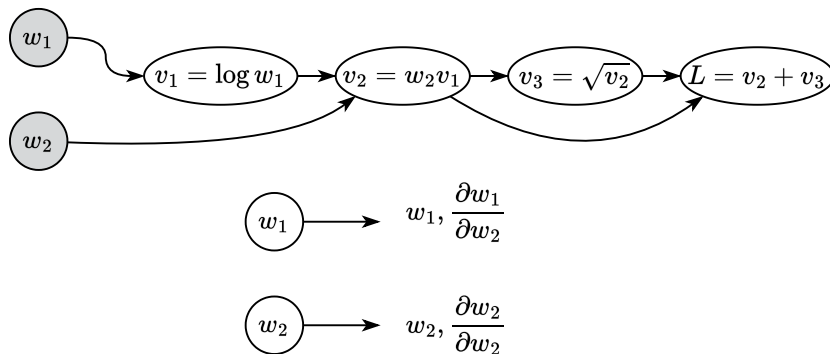 w₁
v₁ = log w₁
v₂ = w₂v₁
v₃ = √v₂
L = v₂ + v₃
w₂
w₁
w₁, ∂w₁/∂w₂
w₂
w₂, ∂w₂/∂w₂